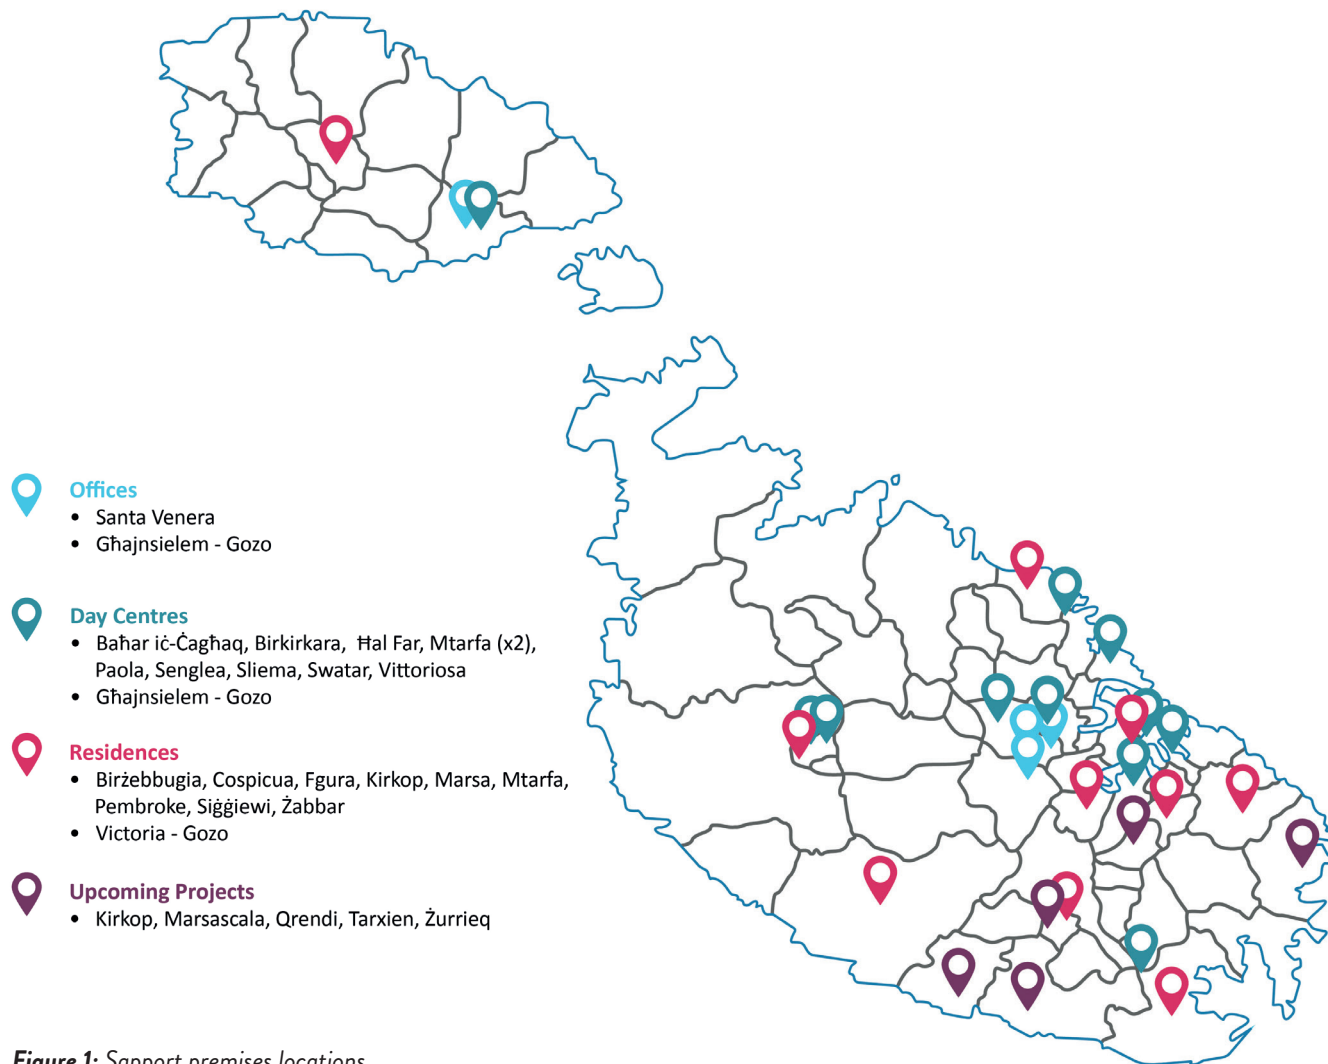 Offices
• Santa Venera
• Għajnsielem - Gozo
Day Centres
• Baħar iċ-Ċagħaq, Birkirkara, Ħal Far, Mtarfa (x2),
Paola, Senglea, Sliema, Swatar, Vittoriosa
• Għajnsielem - Gozo
Residences
• Birżebbugia, Cospicua, Fgura, Kirkop, Marsa, Mtarfa,
Pembroke, Siġġiewi, Żabbar
• Victoria - Gozo
Upcoming Projects
• Kirkop, Marsascala, Qrendi, Tarxien, Żurrieq
Figure 1: Sapport premises locations